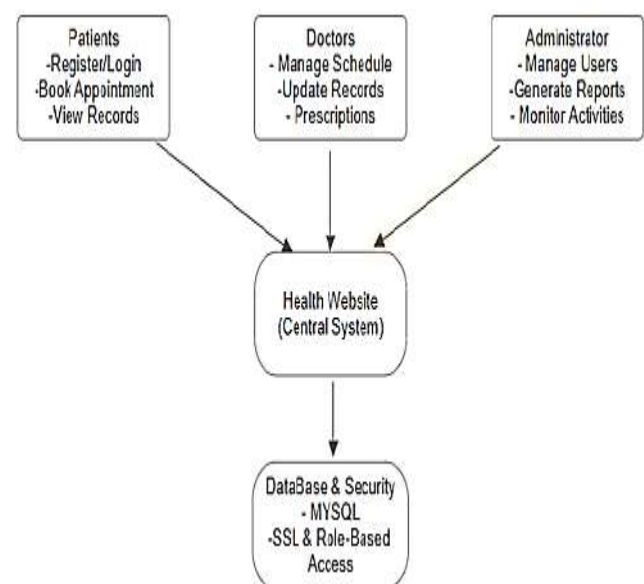 Patients
-Register/Login
-Book Appointment
-View Records
Doctors
- Manage Schedule
-Update Records
- Prescriptions
Administrator
- Manage Users
-Generate Reports
- Monitor Activities
Health Website
(Central System)
DataBase & Security
- MYSQL
-SSL & Role-Based
Access